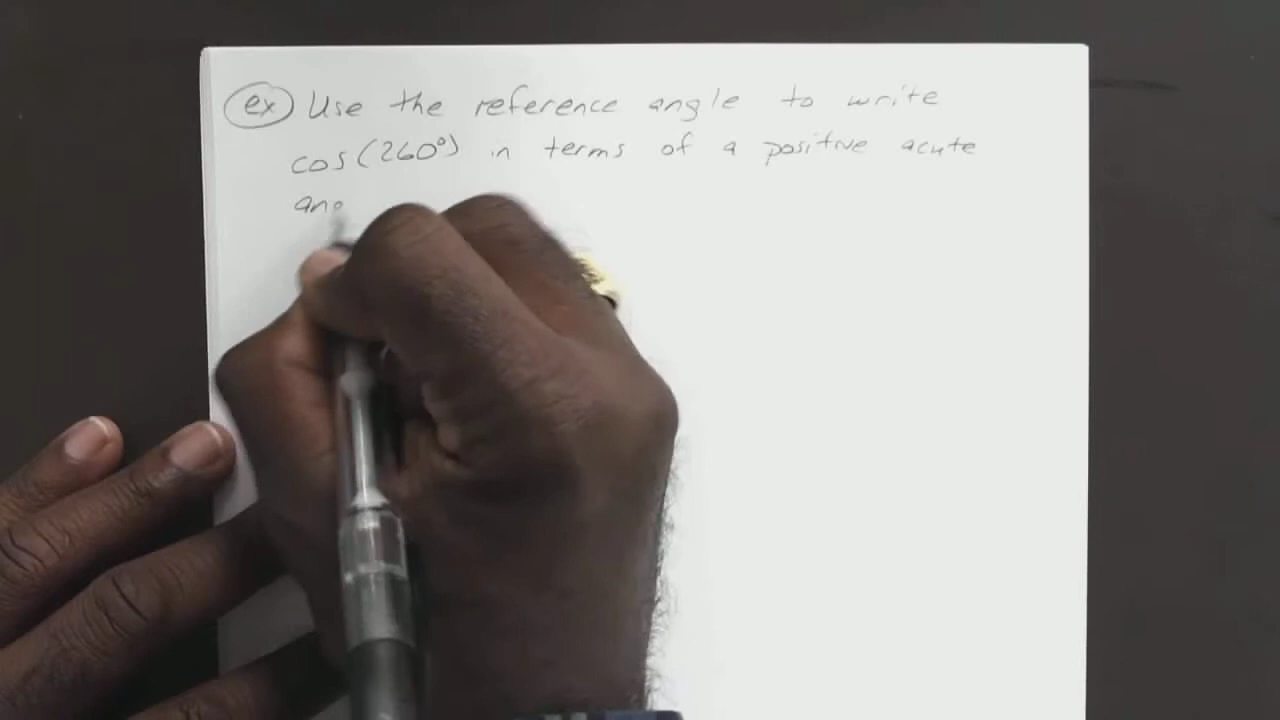 ex Use the reference angle to write
cos(260°) in terms of a positive acute